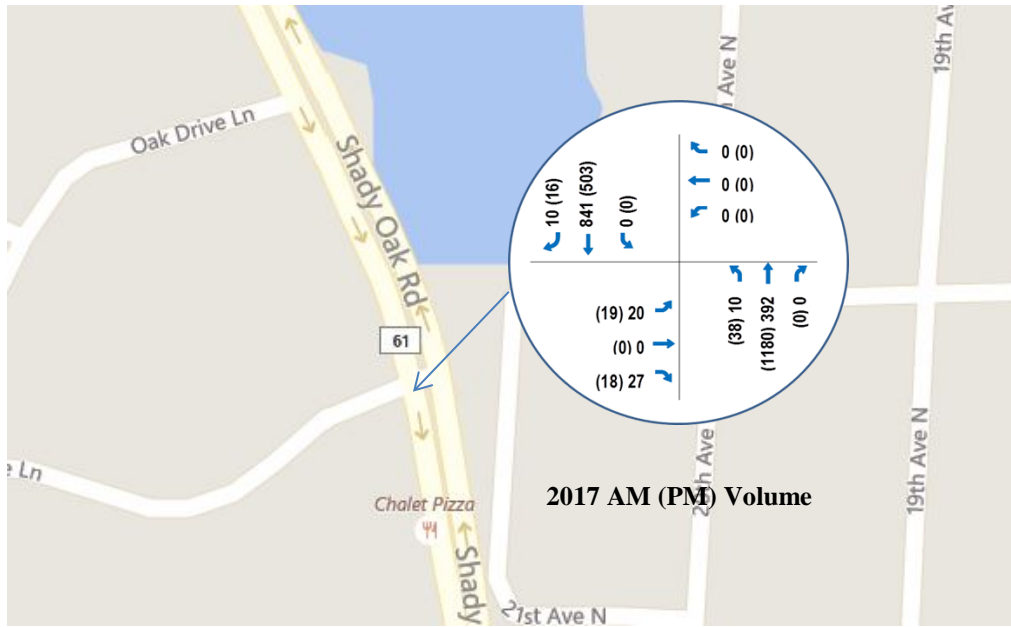 19th Av
Ave N
Oak Drive Ln
Shady Oak Rd
0 (0)
0 (0)
0 (0)
10 (16)
841 (503)
0 (0)
(19) 20
(0) 0
(18) 27
(38) 10
(1180) 392
(0) 0
61
e Ln
Chalet Pizza
Shady
2017 AM (PM) Volume
20th Ave
19th Ave N
21st Ave N